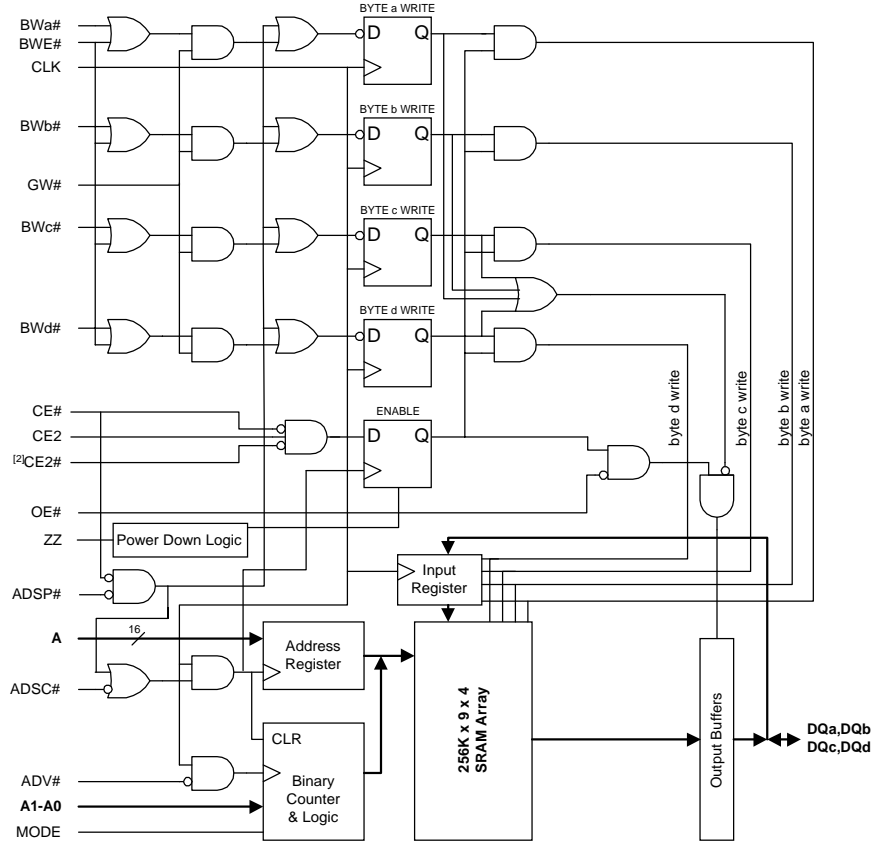 BYTE a WRITE
BWa#
D Q
BWE#
CLK
BYTE b WRITE
BWb#
D Q
GW#
BYTE c WRITE
BWc#
D Q
BYTE d WRITE
BWd#
D Q
byte d write
byte c write
byte b write
byte a write
CE#
ENABLE
CE2
D Q
[2]CE2#
OE#
ZZ
Power Down Logic
Input
Register
ADSP#
A
16
Address
Register
ADSC#
256K x 9 x 4
SRAM Array
Output Buffers
CLR
DQa,DQb
DQc,DQd
ADV#
Binary
Counter
& Logic
A1-A0
MODE